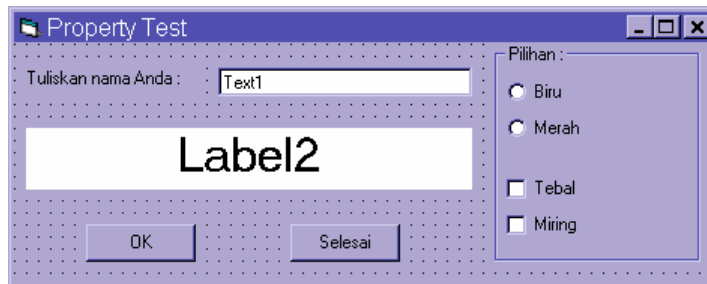 Property Test
Tuliskan nama Anda :
Text1
Label2
OK
Selesai
Pilihan :
Biru
Merah
Tebal
Miring